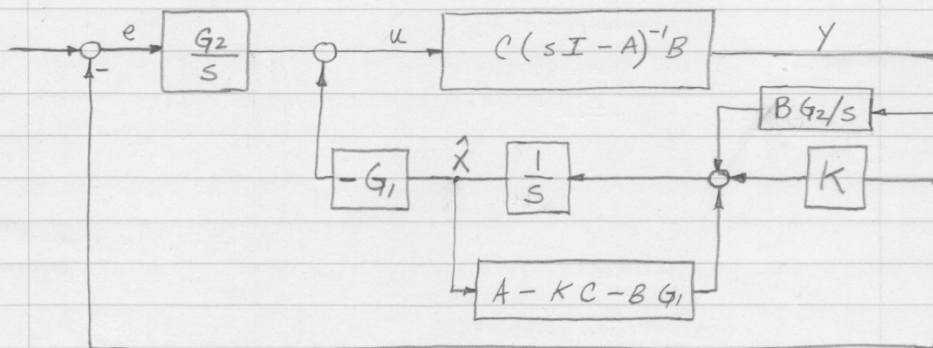 e G₂/s u C(sI-A)⁻¹B y
-
BG₂/s
-G₁ x̂ 1/s K
A-KC-BG₁